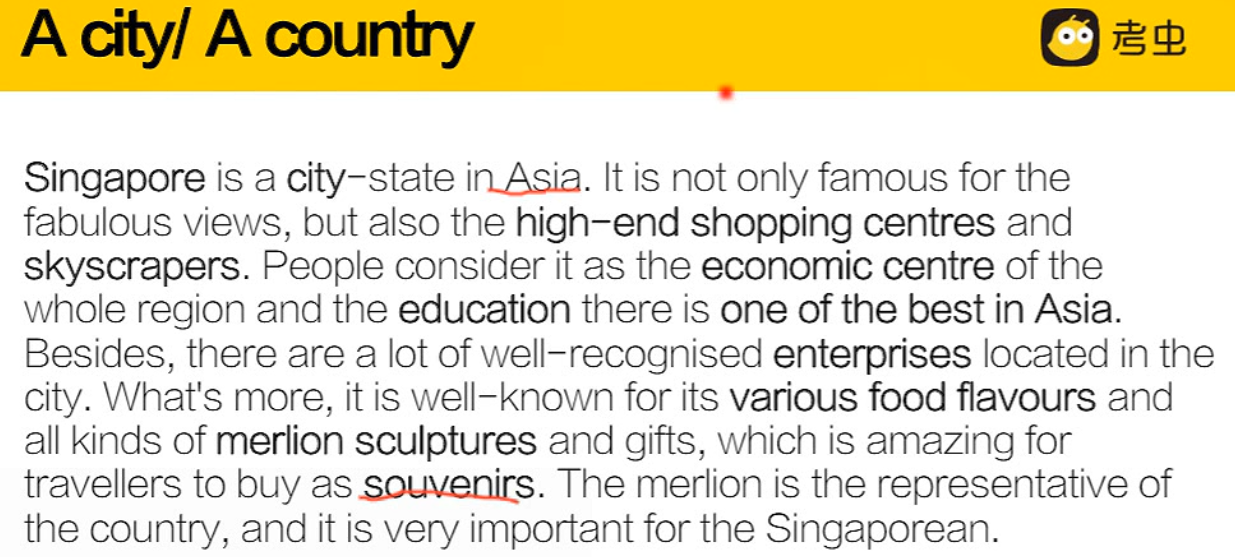 A city/ A country
考虫
Singapore is a city-state in Asia. It is not only famous for the
fabulous views, but also the high-end shopping centres and
skyscrapers. People consider it as the economic centre of the
whole region and the education there is one of the best in Asia.
Besides, there are a lot of well-recognised enterprises located in the
city. What's more, it is well-known for its various food flavours and
all kinds of merlion sculptures and gifts, which is amazing for
travellers to buy as souvenirs. The merlion is the representative of
the country, and it is very important for the Singaporean.